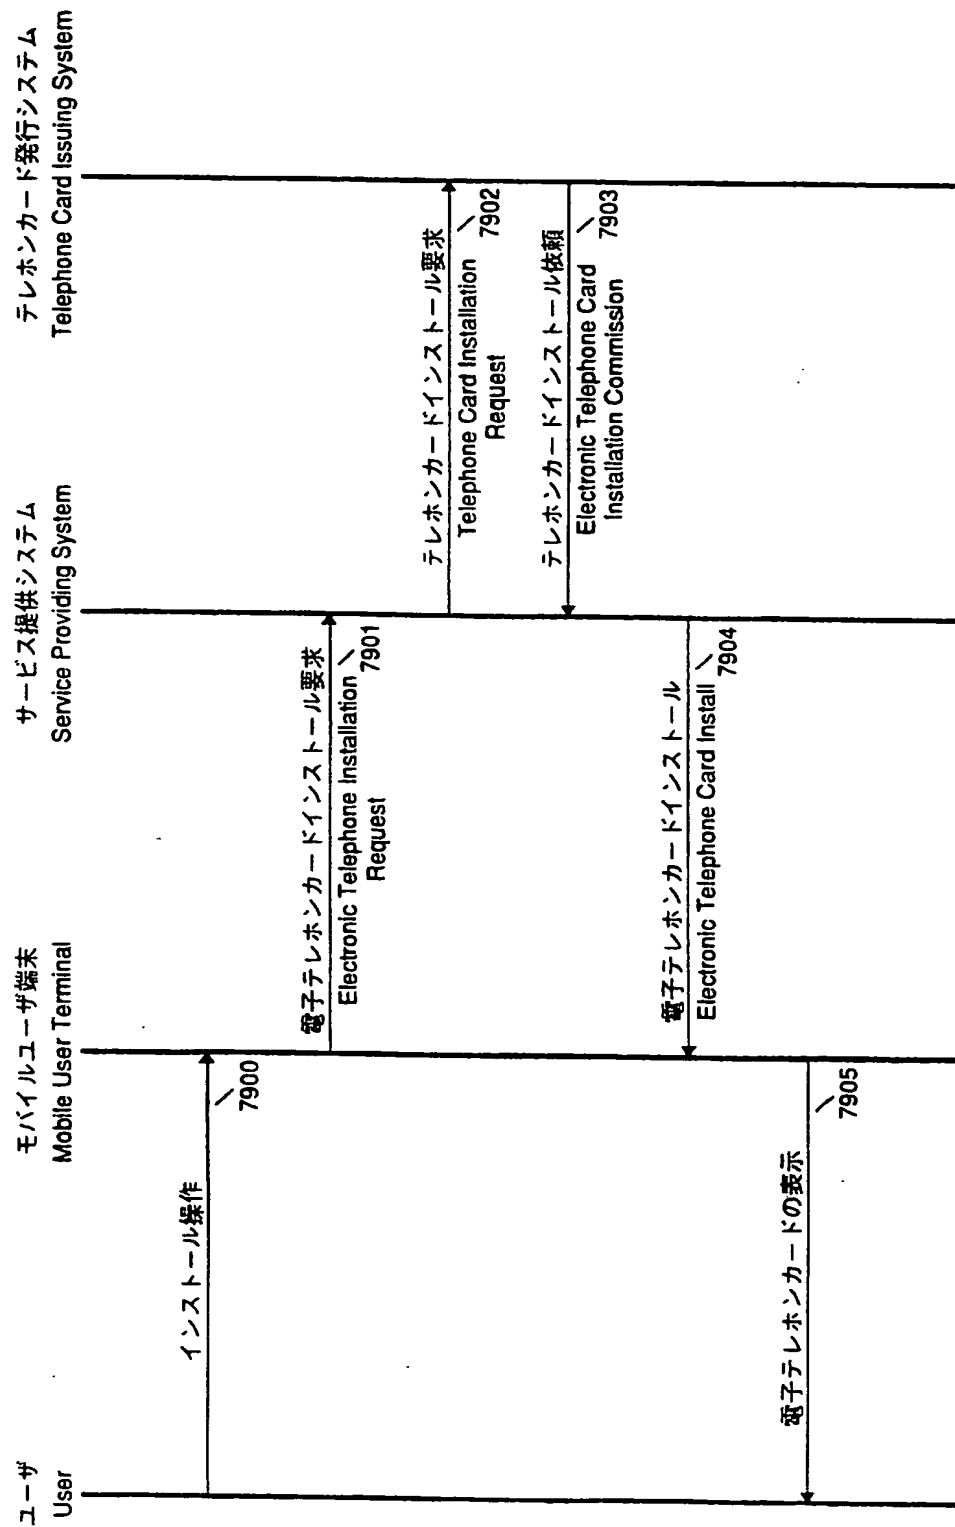 ユーザ
User
モバイルユーザ端末
Mobile User Terminal
サービス提供システム
Service Providing System
テレホンカード発行システム
Telephone Card Issuing System
インストール操作
7900
電子テレホンカードインストール要求
Electronic Telephone Installation
Request
7901
テレホンカードインストール要求
Telephone Card Installation
Request
7902
テレホンカードインストール依頼
Electronic Telephone Card
Installation Commission
7903
電子テレホンカードインストール
Electronic Telephone Card Install
7904
電子テレホンカードの表示
7905